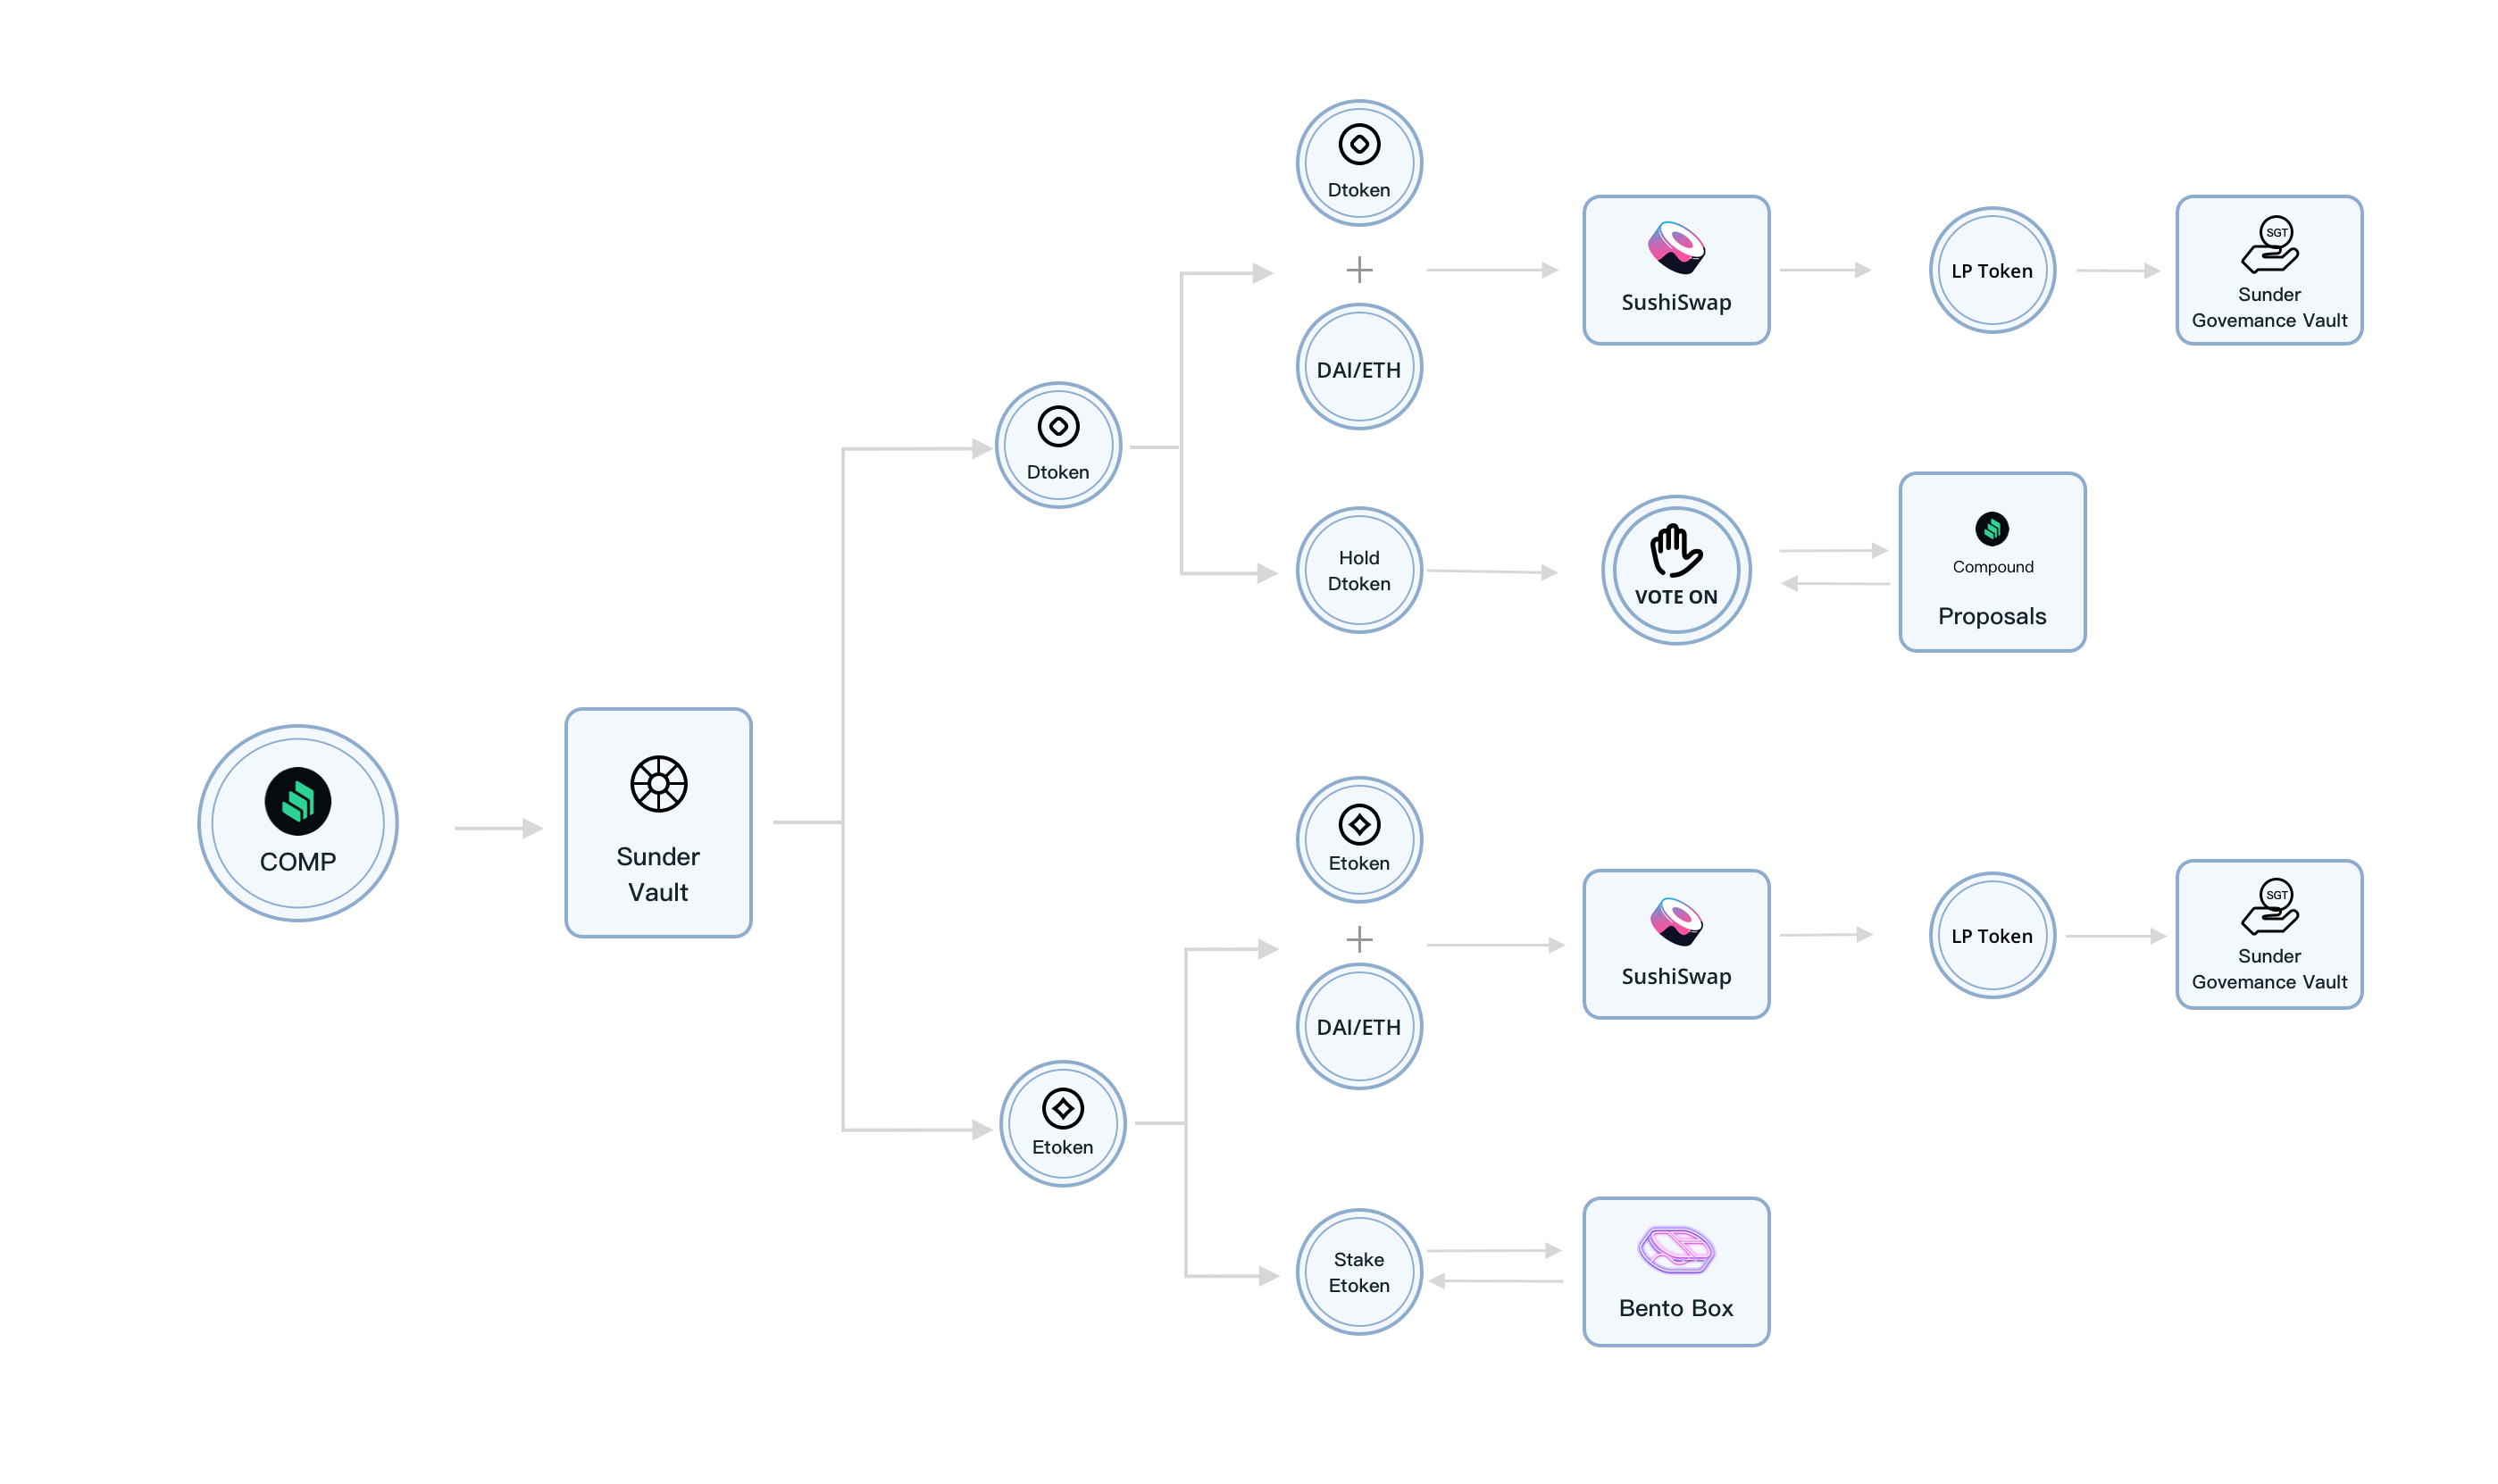 Dtoken
DAI/ETH
SushiSwap
LP Token
SGT
Sunder
Govemance Vault
Dtoken
Hold
Dtoken
VOTE ON
Compound
Proposals
COMP
Sunder
Vault
Etoken
DAI/ETH
SushiSwap
LP Token
SGT
Sunder
Govemance Vault
Etoken
Stake
Etoken
Bento Box